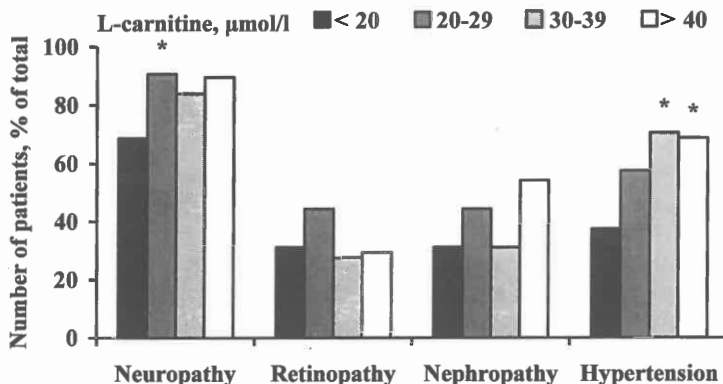 L-carnitine, μmol/l < 20 20-29 30-39 > 40
Number of patients, % of total
100
80
60
40
20
0
*
* *
Neuropathy Retinopathy Nephropathy Hypertension